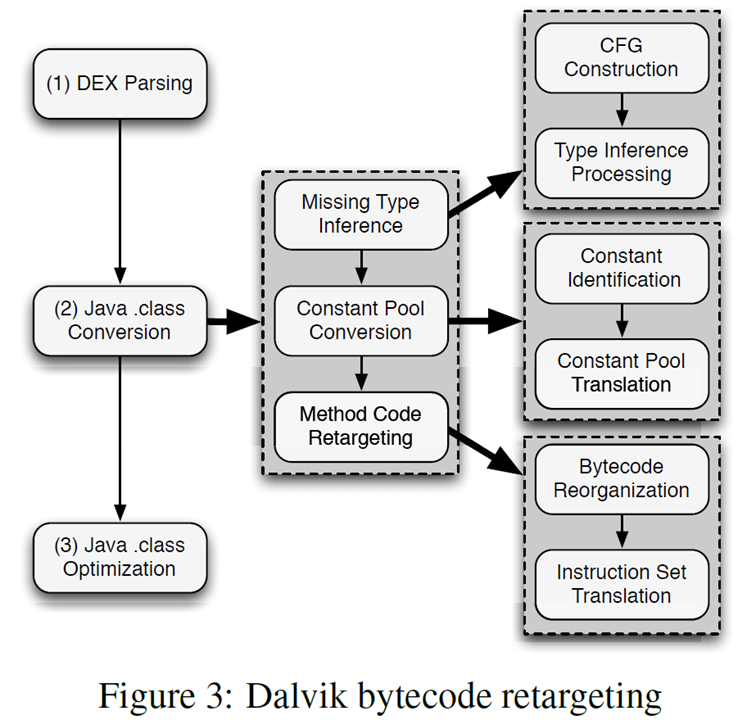 (1) DEX Parsing
(2) Java .class
Conversion
(3) Java .class
Optimization
Missing Type
Inference
Constant Pool
Conversion
Method Code
Retargeting
CFG
Construction
Type Inference
Processing
Constant
Identification
Constant Pool
Translation
Bytecode
Reorganization
Instruction Set
Translation
Figure 3: Dalvik bytecode retargeting